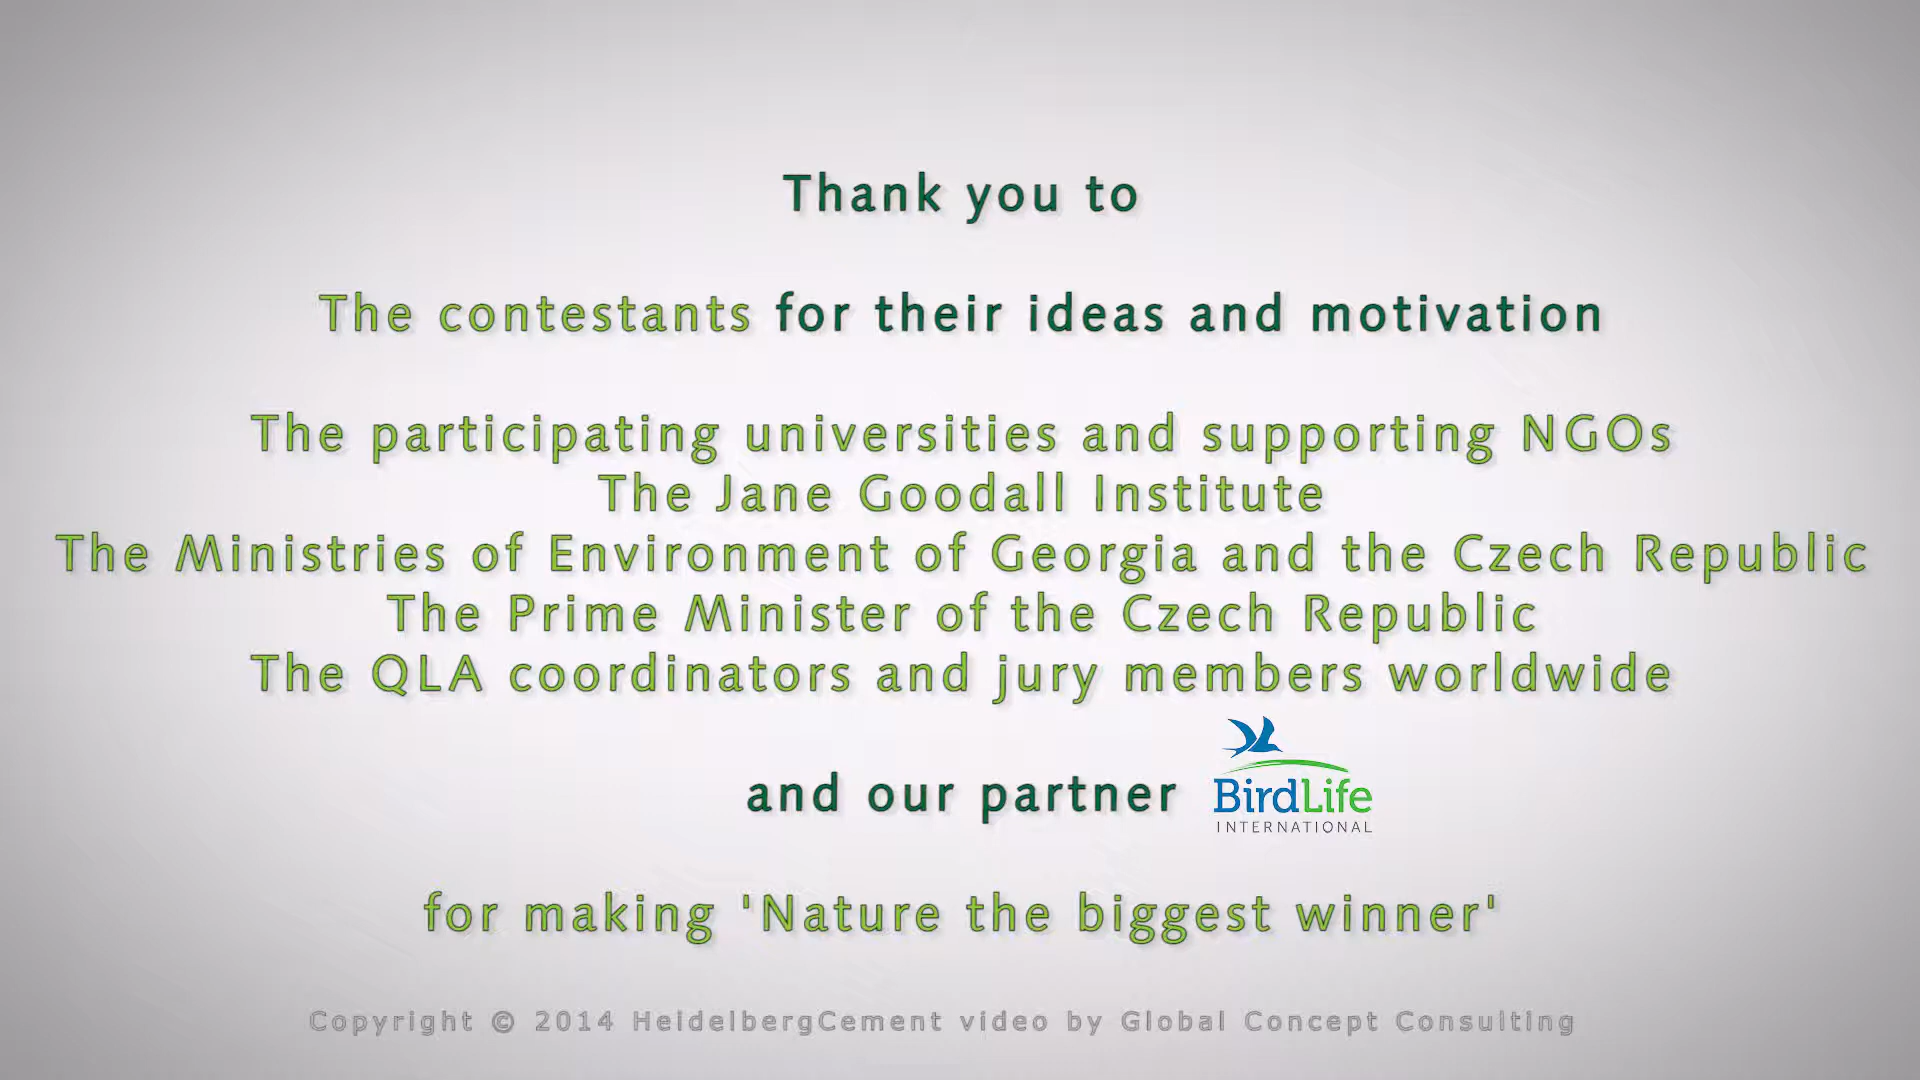 Thank you to
The contestants for their ideas and motivation
The participating universities and supporting NGOs
The Jane Goodall Institute
The Ministries of Environment of Georgia and the Czech Republic
The Prime Minister of the Czech Republic
The QLA coordinators and jury members worldwide
and our partner BirdLife
INTERNATIONAL
for making 'Nature the biggest winner'
Copyright © 2014 HeidelbergCement video by Global Concept Consulting